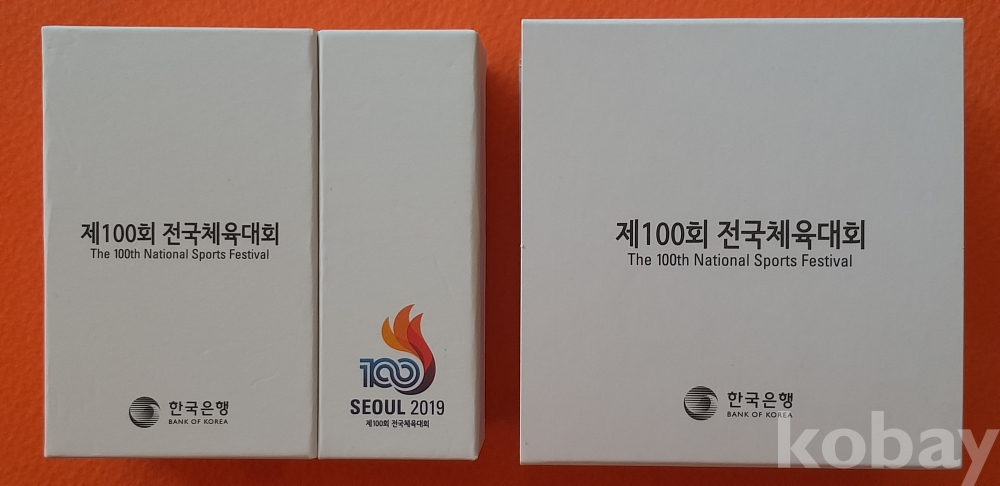 제100회 전국체육대회
The 100th National Sports Festival
한국은행
BANK OF KOREA
100
SEOUL 2019
제100회 전국체육대회
제100회 전국체육대회
The 100th National Sports Festival
한국은행
BANK OF KOREA
kobay